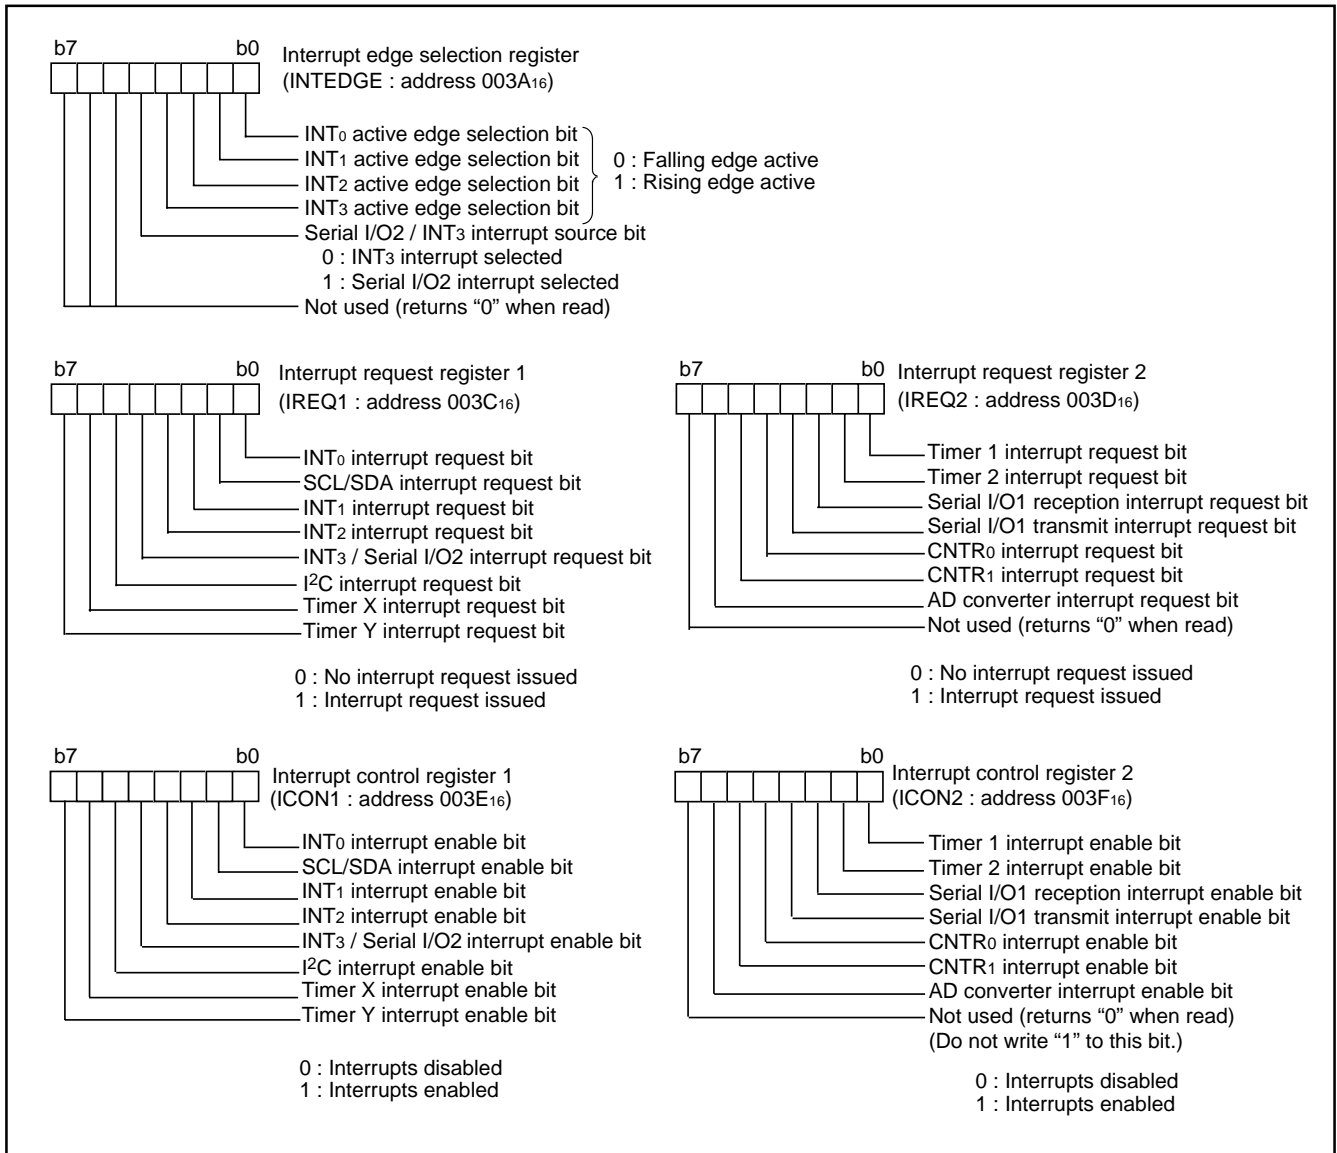 b7 b0 Interrupt edge selection register
(INTEDGE : address 003A16)
INT0 active edge selection bit
INT1 active edge selection bit
INT2 active edge selection bit
INT3 active edge selection bit
0 : Falling edge active
1 : Rising edge active
Serial I/O2 / INT3 interrupt source bit
0 : INT3 interrupt selected
1 : Serial I/O2 interrupt selected
Not used (returns “0” when read)
b7 b0 Interrupt request register 1
(IREQ1 : address 003C16)
INT0 interrupt request bit
SCL/SDA interrupt request bit
INT1 interrupt request bit
INT2 interrupt request bit
INT3 / Serial I/O2 interrupt request bit
I2C interrupt request bit
Timer X interrupt request bit
Timer Y interrupt request bit
0 : No interrupt request issued
1 : Interrupt request issued
b7 b0 Interrupt request register 2
(IREQ2 : address 003D16)
Timer 1 interrupt request bit
Timer 2 interrupt request bit
Serial I/O1 reception interrupt request bit
Serial I/O1 transmit interrupt request bit
CNTR0 interrupt request bit
CNTR1 interrupt request bit
AD converter interrupt request bit
Not used (returns “0” when read)
0 : No interrupt request issued
1 : Interrupt request issued
b7 b0 Interrupt control register 1
(ICON1 : address 003E16)
INT0 interrupt enable bit
SCL/SDA interrupt enable bit
INT1 interrupt enable bit
INT2 interrupt enable bit
INT3 / Serial I/O2 interrupt enable bit
I2C interrupt enable bit
Timer X interrupt enable bit
Timer Y interrupt enable bit
0 : Interrupts disabled
1 : Interrupts enabled
b7 b0 Interrupt control register 2
(ICON2 : address 003F16)
Timer 1 interrupt enable bit
Timer 2 interrupt enable bit
Serial I/O1 reception interrupt enable bit
Serial I/O1 transmit interrupt enable bit
CNTR0 interrupt enable bit
CNTR1 interrupt enable bit
AD converter interrupt enable bit
Not used (returns “0” when read)
(Do not write “1” to this bit.)
0 : Interrupts disabled
1 : Interrupts enabled